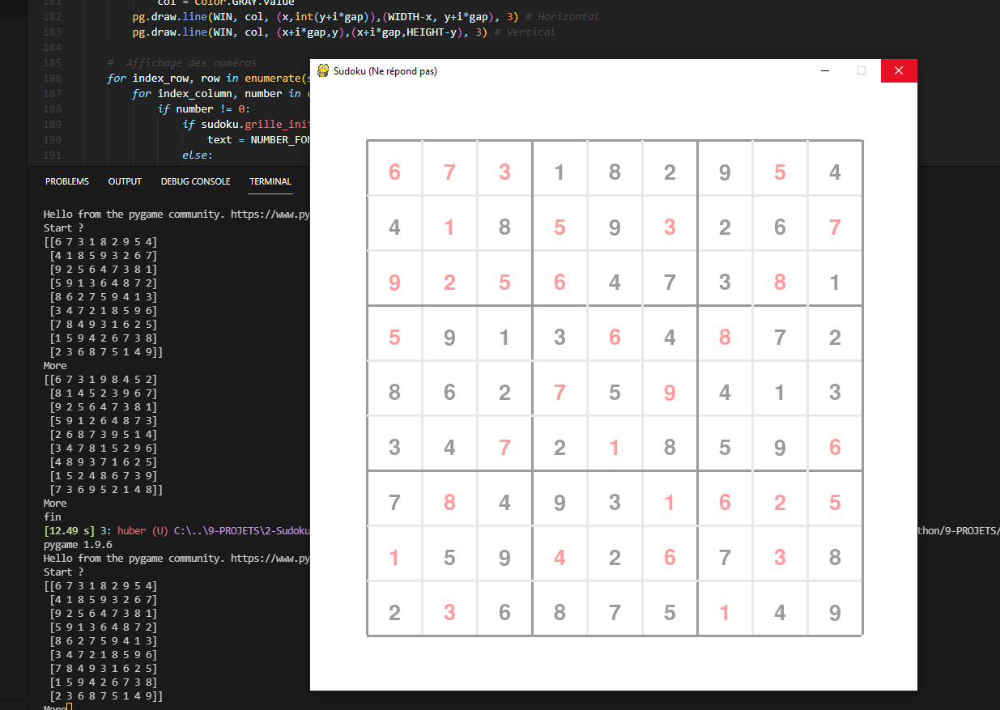 181 col = Color.GRAY.value
182 pg.draw.line(WIN, col, (x,int(y+i*gap)),(WIDTH-x, y+i*gap), 3) # Horizontal
183 pg.draw.line(WIN, col, (x+i*gap,y),(x+i*gap,HEIGHT-y), 3) # Vertical
184
185 # Affichage des numéros
186 for index_row, row in enumerate(
187 for index_column, number in
188 if number != 0:
189 if sudoku.grille_init
190 text = NUMBER_FON
191 else:
PROBLEMS OUTPUT DEBUG CONSOLE TERMINAL
Hello from the pygame community. https://www.py
Start ?
[[6 7 3 1 8 2 9 5 4]
[4 1 8 5 9 3 2 6 7]
[9 2 5 6 4 7 3 8 1]
[5 9 1 3 6 4 8 7 2]
[8 6 2 7 5 9 4 1 3]
[3 4 7 2 1 8 5 9 6]
[7 8 4 9 3 1 6 2 5]
[1 5 9 4 2 6 7 3 8]
[2 3 6 8 7 5 1 4 9]]
More
[[6 7 3 1 9 8 4 5 2]
[8 1 4 5 2 3 9 6 7]
[9 2 5 6 4 7 3 8 1]
[5 9 1 2 6 4 8 7 3]
[2 6 8 7 3 9 5 1 4]
[3 4 7 8 1 5 2 9 6]
[4 8 9 3 7 1 6 2 5]
[1 5 2 4 8 6 7 3 9]
[7 3 6 9 5 2 1 4 8]]
More
fin
[12.49 s] 3: huber (U) C:\..\9-PROJETS\2-Sudoku
thon/9-PROJETS/
pygame 1.9.6
Hello from the pygame community. https://www.py
Start ?
[[6 7 3 1 8 2 9 5 4]
[4 1 8 5 9 3 2 6 7]
[9 2 5 6 4 7 3 8 1]
[5 9 1 3 6 4 8 7 2]
[8 6 2 7 5 9 4 1 3]
[3 4 7 2 1 8 5 9 6]
[7 8 4 9 3 1 6 2 5]
[1 5 9 4 2 6 7 3 8]
[2 3 6 8 7 5 1 4 9]]
More
Sudoku (Ne répond pas)
6 7 3 1 8 2 9 5 4
4 1 8 5 9 3 2 6 7
9 2 5 6 4 7 3 8 1
5 9 1 3 6 4 8 7 2
8 6 2 7 5 9 4 1 3
3 4 7 2 1 8 5 9 6
7 8 4 9 3 1 6 2 5
1 5 9 4 2 6 7 3 8
2 3 6 8 7 5 1 4 9